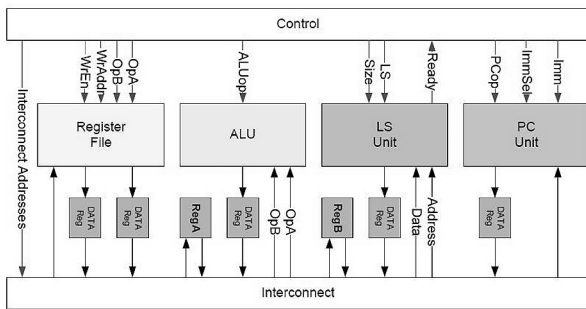 Control
Interconnect Addresses
WrEn
WrAddr
OpB
OpA
ALUop
Size
LS
Ready
PCop
ImmSel
Imm
Register
File
ALU
LS
Unit
PC
Unit
DATA
Reg
DATA
Reg
RegA
DATA
Reg
OpB
OpA
RegB
DATA
Reg
Data
Address
DATA
Reg
Interconnect